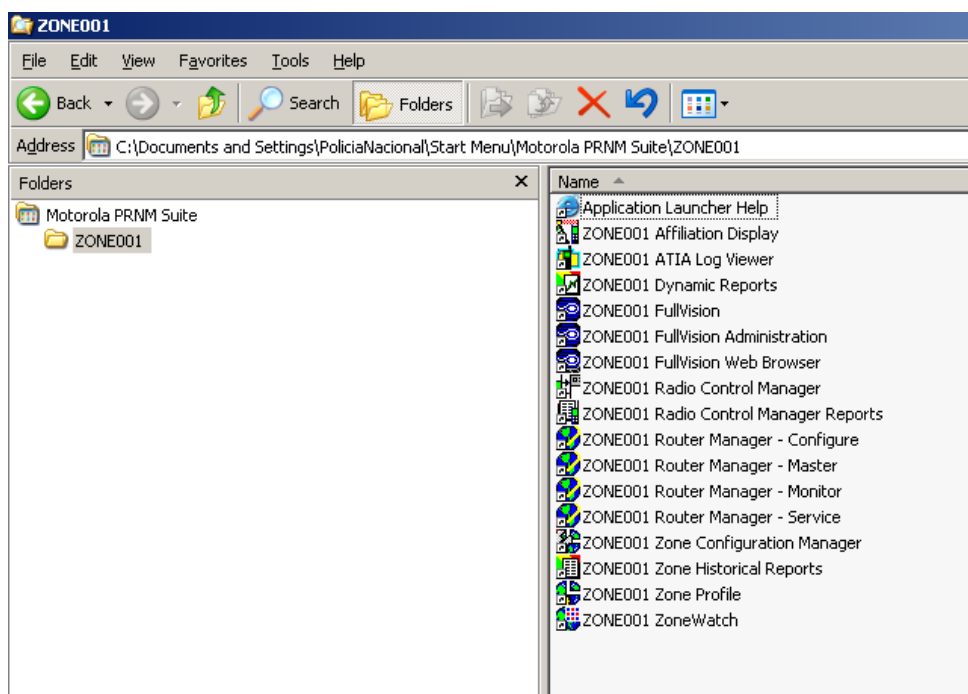 ZONE001
File Edit View Favorites Tools Help
Back Search Folders
Address C:\Documents and Settings\PoliciaNacional\Start Menu\Motorola PRNM Suite\ZONE001
Folders
Motorola PRNM Suite
ZONE001
Name
Application Launcher Help
ZONE001 Affiliation Display
ZONE001 ATIA Log Viewer
ZONE001 Dynamic Reports
ZONE001 FullVision
ZONE001 FullVision Administration
ZONE001 FullVision Web Browser
ZONE001 Radio Control Manager
ZONE001 Radio Control Manager Reports
ZONE001 Router Manager - Configure
ZONE001 Router Manager - Master
ZONE001 Router Manager - Monitor
ZONE001 Router Manager - Service
ZONE001 Zone Configuration Manager
ZONE001 Zone Historical Reports
ZONE001 Zone Profile
ZONE001 ZoneWatch